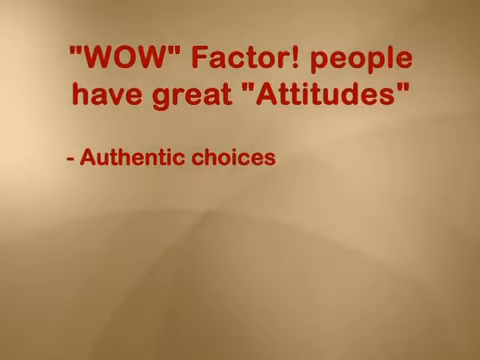 "WOW" Factor! people
have great "Attitudes"
- Authentic choices